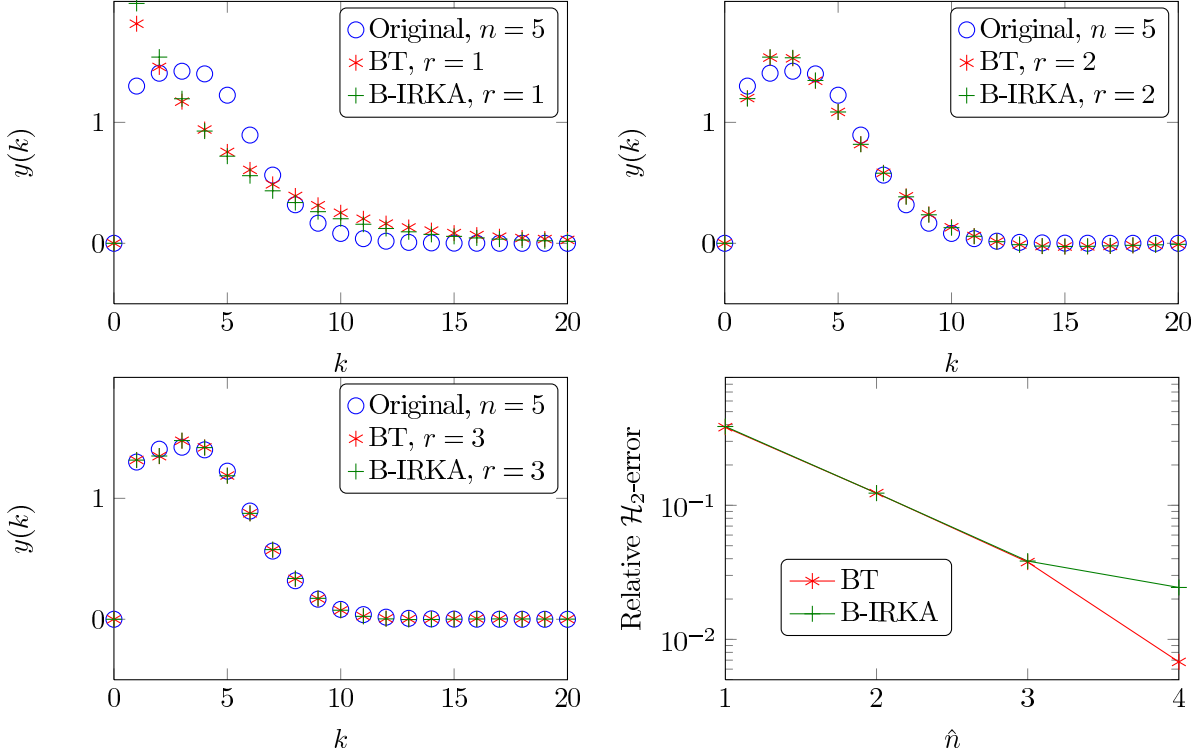 Original, n = 5
BT, r = 1
B-IRKA, r = 1
1
0
y(k)
0 5 10 15 20
k
Original, n = 5
BT, r = 2
B-IRKA, r = 2
1
0
y(k)
0 5 10 15 20
k
Original, n = 5
BT, r = 3
B-IRKA, r = 3
1
0
y(k)
0 5 10 15 20
k
10⁻¹
10⁻²
Relative ℋ₂-error
BT
B-IRKA
1 2 3 4
n̂